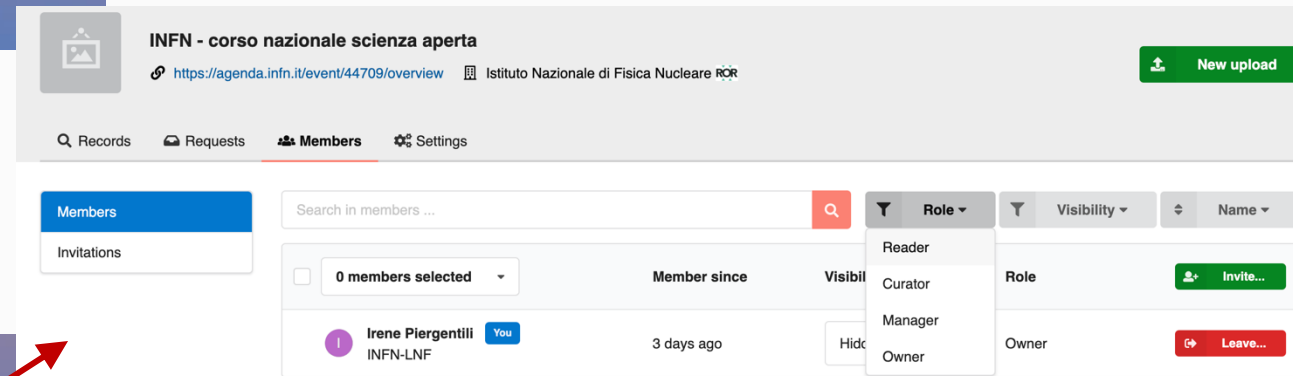 INFN - corso nazionale scienza aperta
https://agenda.infn.it/event/44709/overview Istituto Nazionale di Fisica Nucleare ROR
New upload
Records Requests Members Settings
Members
Invitations
Search in members ...
Role Visibility Name
Reader
Curator
Manager
Owner
0 members selected Member since Visibil Role Invite...
Irene Piergentili You
INFN-LNF
I 3 days ago Hidd Owner Leave...